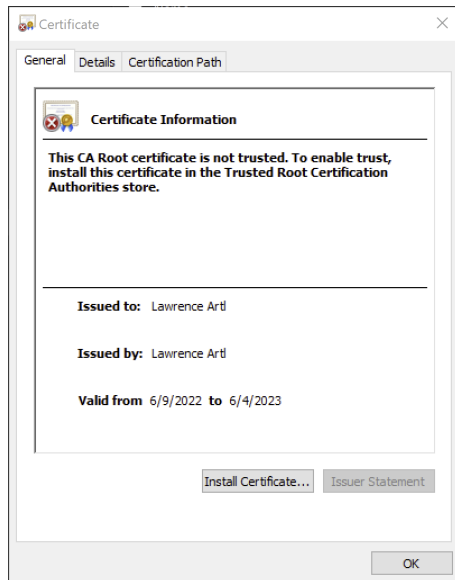 Certificate
General
Details
Certification Path
Certificate Information
This CA Root certificate is not trusted. To enable trust,
install this certificate in the Trusted Root Certification
Authorities store.
Issued to: Lawrence Artl
Issued by: Lawrence Artl
Valid from 6/9/2022 to 6/4/2023
Install Certificate...
Issuer Statement
OK